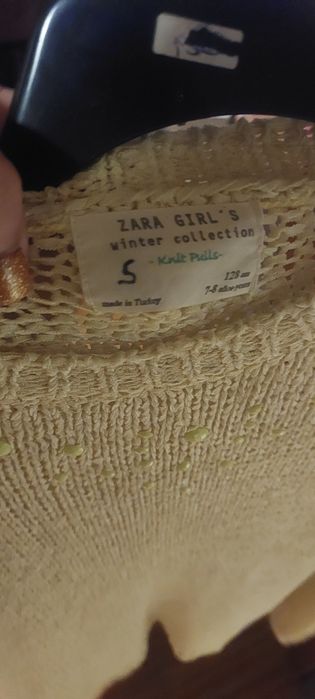 ZARA GIRL'S
winter collection
S
-Knit Pulls-
128 cm
made in Turkey
7-8 años-years